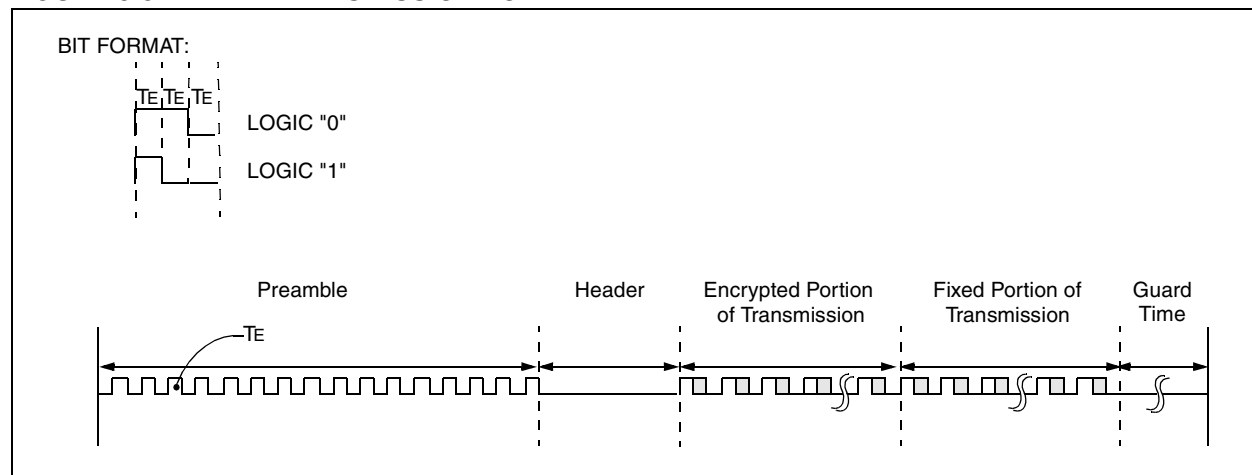 BIT FORMAT:
TE TE TE
LOGIC "0"
LOGIC "1"
Preamble
Header
Encrypted Portion
of Transmission
Fixed Portion of
Transmission
Guard
Time
TE